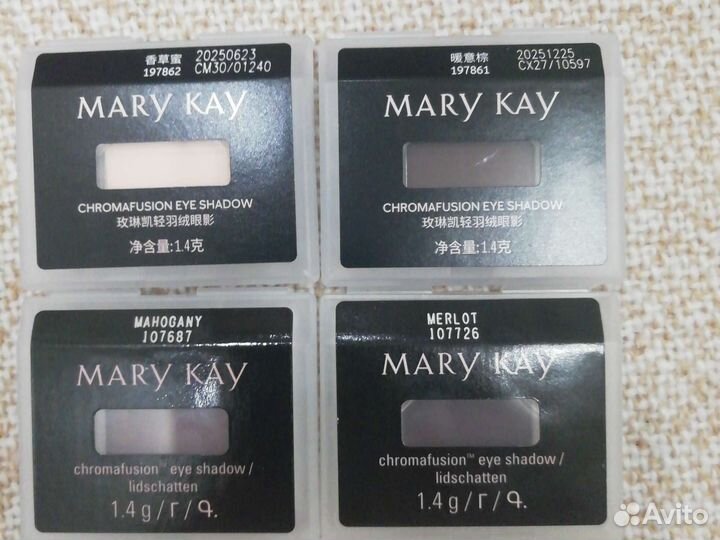 香草蜜 20250623
197862 CM30/01240
MARY KAY
CHROMAFUSION EYE SHADOW
玫琳凯轻羽绒眼影
净含量:1.4克
暖意棕 20251225
197861 CX27/10597
MARY KAY
CHROMAFUSION EYE SHADOW
玫琳凯轻羽绒眼影
净含量:1.4克
MAHOGANY
107687
MARY KAY
chromafusion™ eye shadow /
lidschatten
1.4 g / г / գ.
MERLOT
107726
MARY KAY
chromafusion™ eye shadow /
lidschatten
1.4 g / г / գ.
Avito